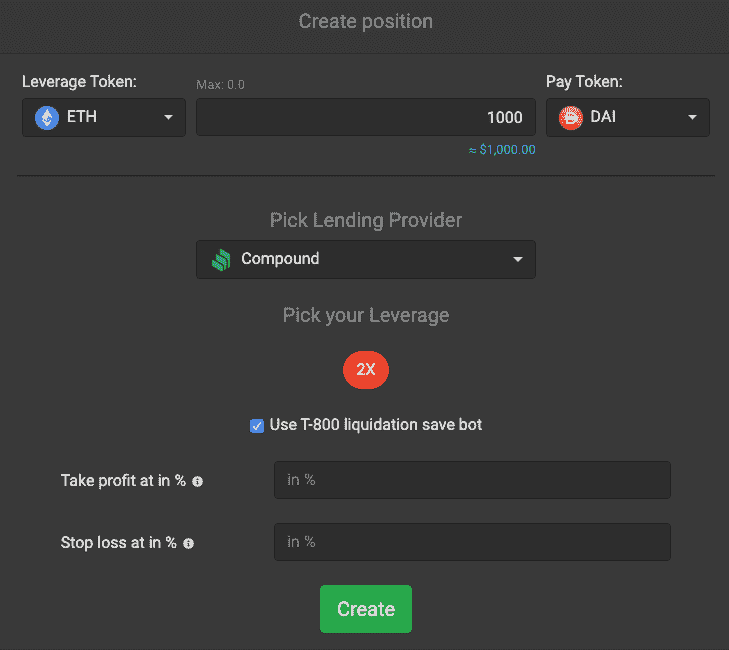 Create position
Leverage Token:
Max: 0.0
Pay Token:
ETH
1000
DAI
≈ $1,000.00
Pick Lending Provider
Compound
Pick your Leverage
2X
Use T-800 liquidation save bot
Take profit at in %
in %
Stop loss at in %
in %
Create